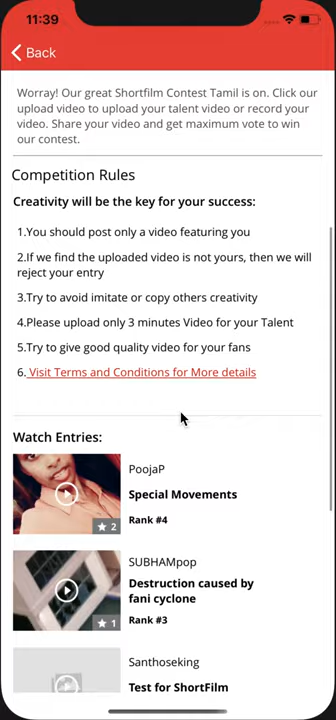 11:39
Back
Worray! Our great Shortfilm Contest Tamil is on. Click our
upload video to upload your talent video or record your
video. Share your video and get maximum vote to win
our contest.
Competition Rules
Creativity will be the key for your success:
1.You should post only a video featuring you
2.If we find the uploaded video is not yours, then we will
reject your entry
3.Try to avoid imitate or copy others creativity
4.Please upload only 3 minutes Video for your Talent
5.Try to give good quality video for your fans
6. Visit Terms and Conditions for More details
Watch Entries:
PoojaP
Special Movements
Rank #4
2
SUBHAMpop
Destruction caused by
fani cyclone
Rank #3
1
Santhoseking
Test for ShortFilm